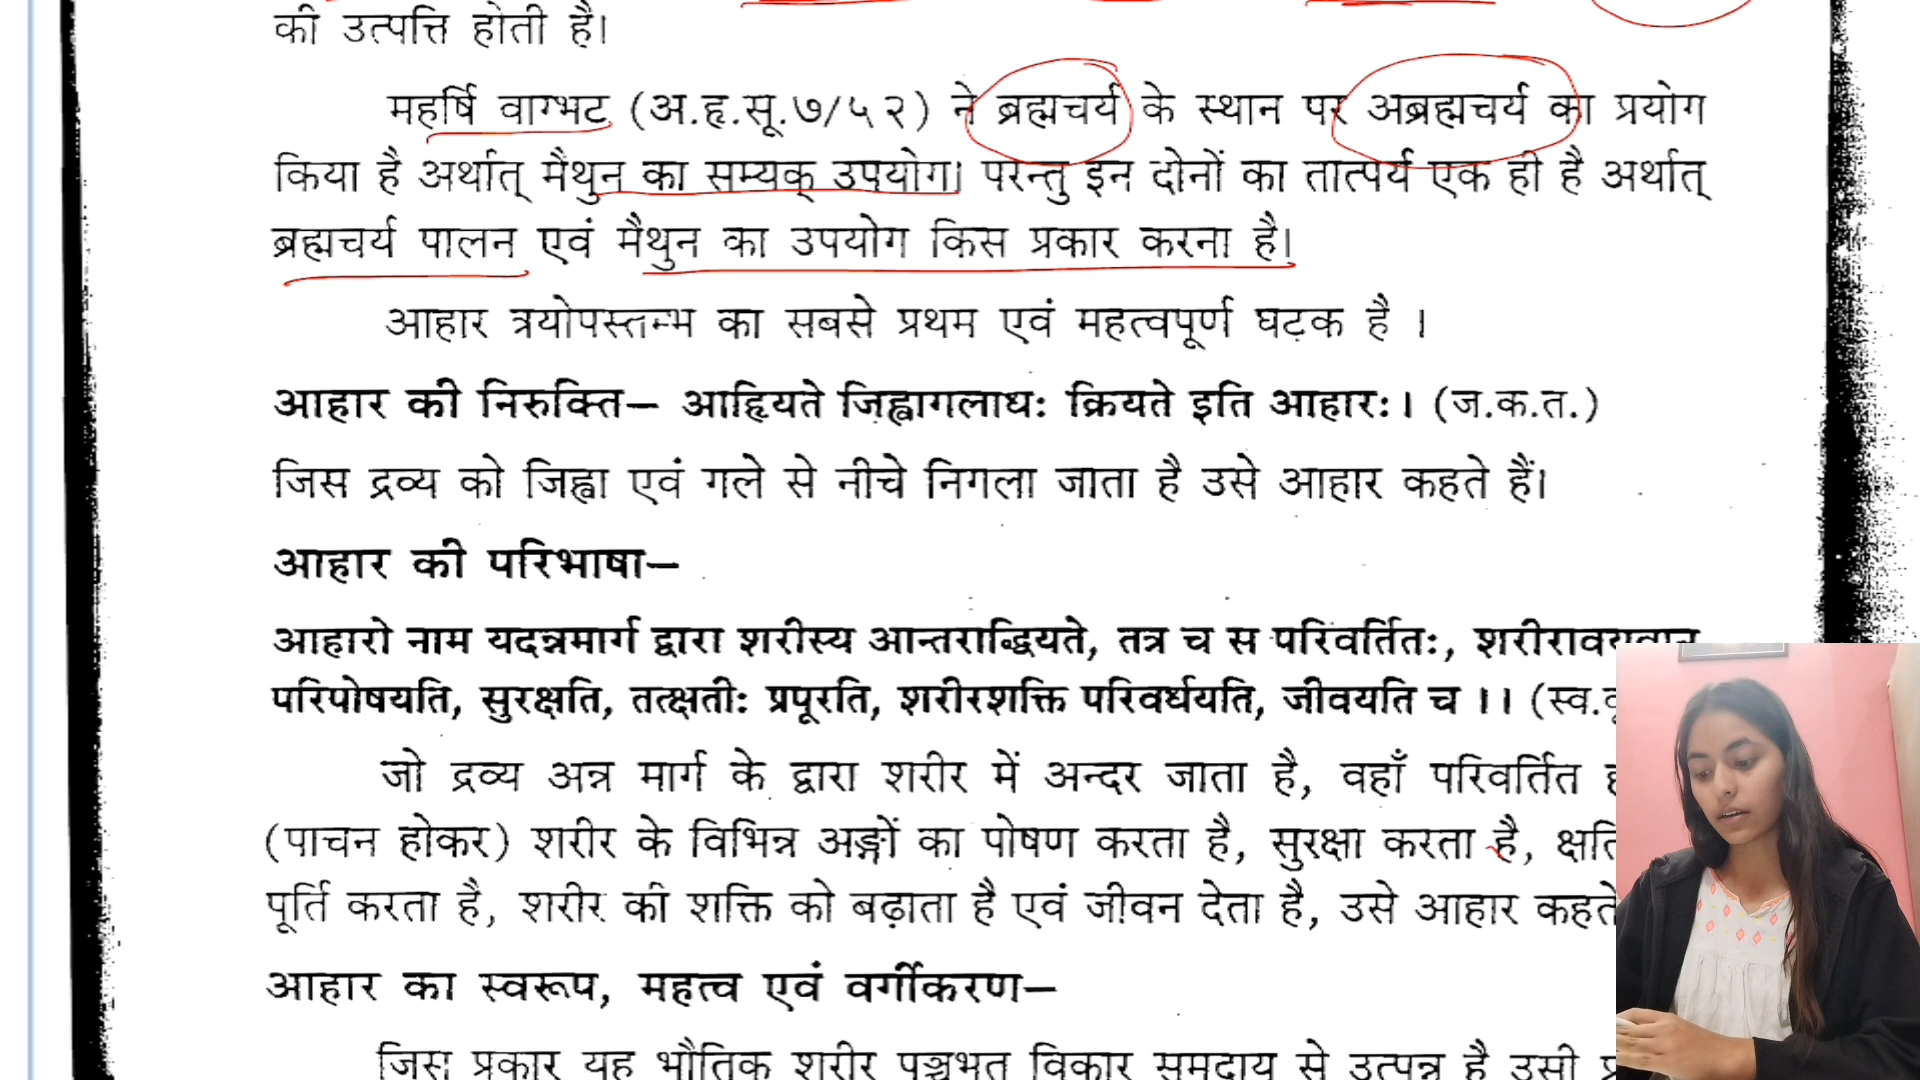 की उत्पत्ति होती है।
महर्षि वाग्भट (अ.हृ.सू.७/५२) ने ब्रह्मचर्य के स्थान पर अब्रह्मचर्य का प्रयोग
किया है अर्थात् मैथुन का सम्यक् उपयोग। परन्तु इन दोनों का तात्पर्य एक ही है अर्थात्
ब्रह्मचर्य पालन एवं मैथुन का उपयोग किस प्रकार करना है।
आहार त्रयोपस्तम्भ का सबसे प्रथम एवं महत्वपूर्ण घटक है ।
आहार की निरुक्ति– आहियते जिह्वागलाधः क्रियते इति आहारः। (ज.क.त.)
जिस द्रव्य को जिह्वा एवं गले से नीचे निगला जाता है उसे आहार कहते हैं।
आहार की परिभाषा–
आहारो नाम यदन्नमार्ग द्वारा शरीस्य आन्तराद्धियते, तत्र च स परिवर्तितः,
परिपोषयति, सुरक्षति, तत्क्षतीः प्रपूरति, शरीरशक्ति परिवर्धयति, जीवयति च ।। (स्व.
जो द्रव्य अन्न मार्ग के द्वारा शरीर में अन्दर जाता है, वहाँ परिवर्तित
(पाचन होकर) शरीर के विभिन्न अङ्गों का पोषण करता है, सुरक्षा करता है,
पूर्ति करता है, शरीर की शक्ति को बढ़ाता है एवं जीवन देता है, उसे आहार कहते
आहार का स्वरूप, महत्व एवं वर्गीकरण–
जिस प्रकार यह भौतिक शरीर पञ्चभूत विकार समुदाय से उत्पन्न है उसी